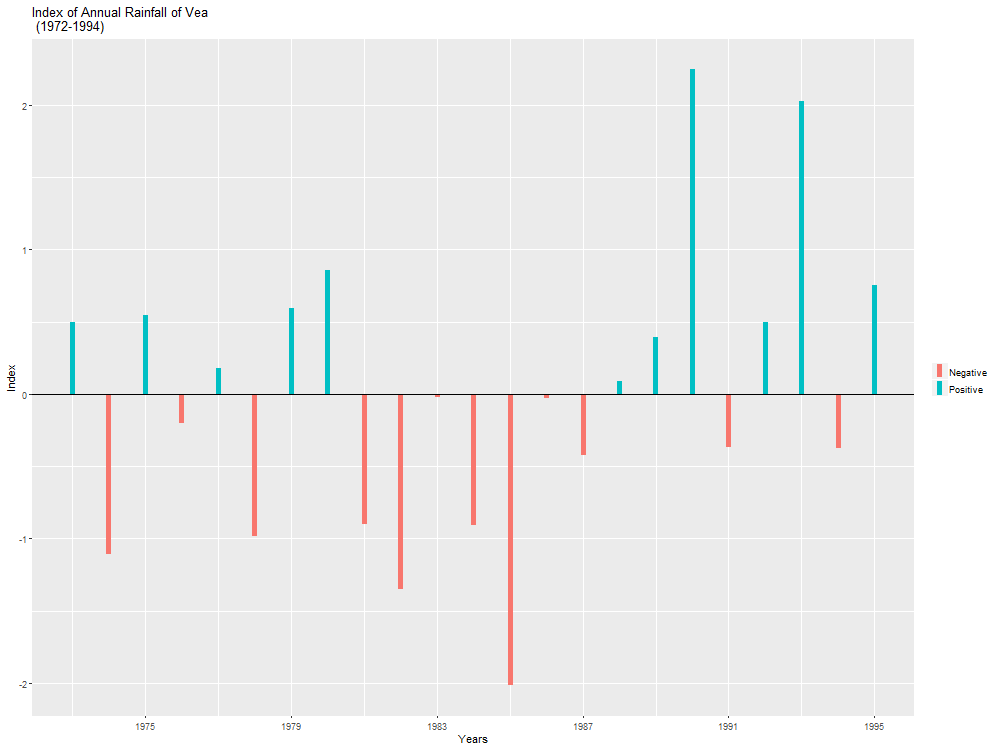 Index of Annual Rainfall of Vea
(1972-1994)
2
1
0
-1
-2
Index
1975
1979
1983
1987
1991
1995
Years
Negative
Positive